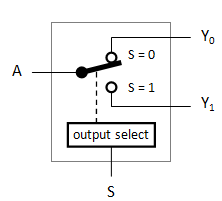 Y0
S = 0
A
S = 1
Y1
output select
S